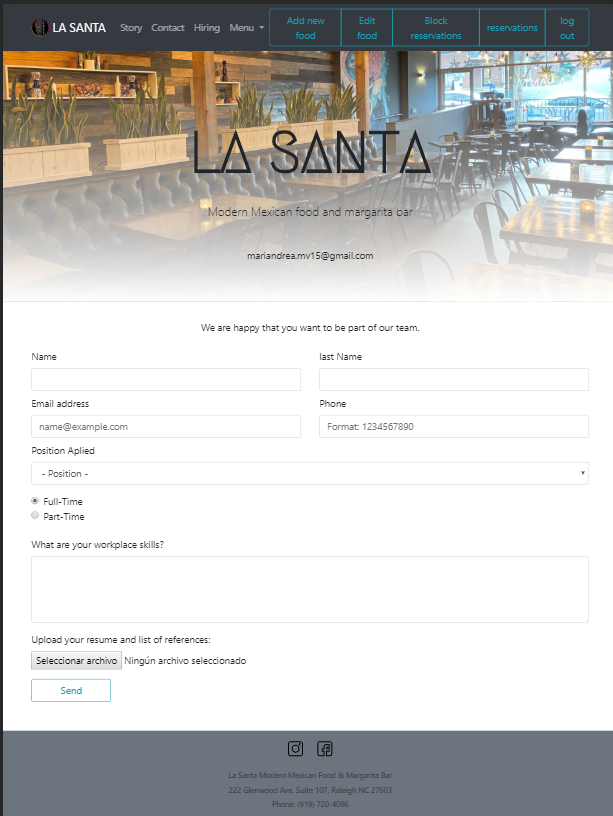 LA SANTA Story Contact Hiring Menu Add new food Edit food Block reservations reservations log out
LA SANTA
Modern Mexican food and margarita bar
mariandrea.mv15@gmail.com
We are happy that you want to be part of our team.
Name last Name
Email address Phone
name@example.com Format: 1234567890
Position Aplied
- Position -
Full-Time
Part-Time
What are your workplace skills?
Upload your resume and list of references:
Seleccionar archivo Ningún archivo seleccionado
Send
La Santa Modern Mexican Food & Margarita Bar
222 Glenwood Ave. Suite 107, Raleigh NC 27603
Phone: (919) 720-4096